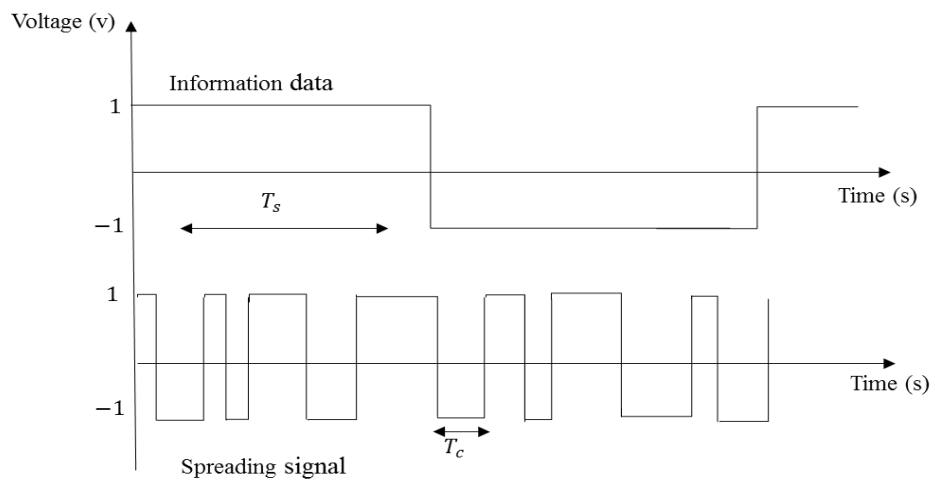 Voltage (v)
Information data
1
Time (s)
T_s
−1
1
Time (s)
−1
T_c
Spreading signal